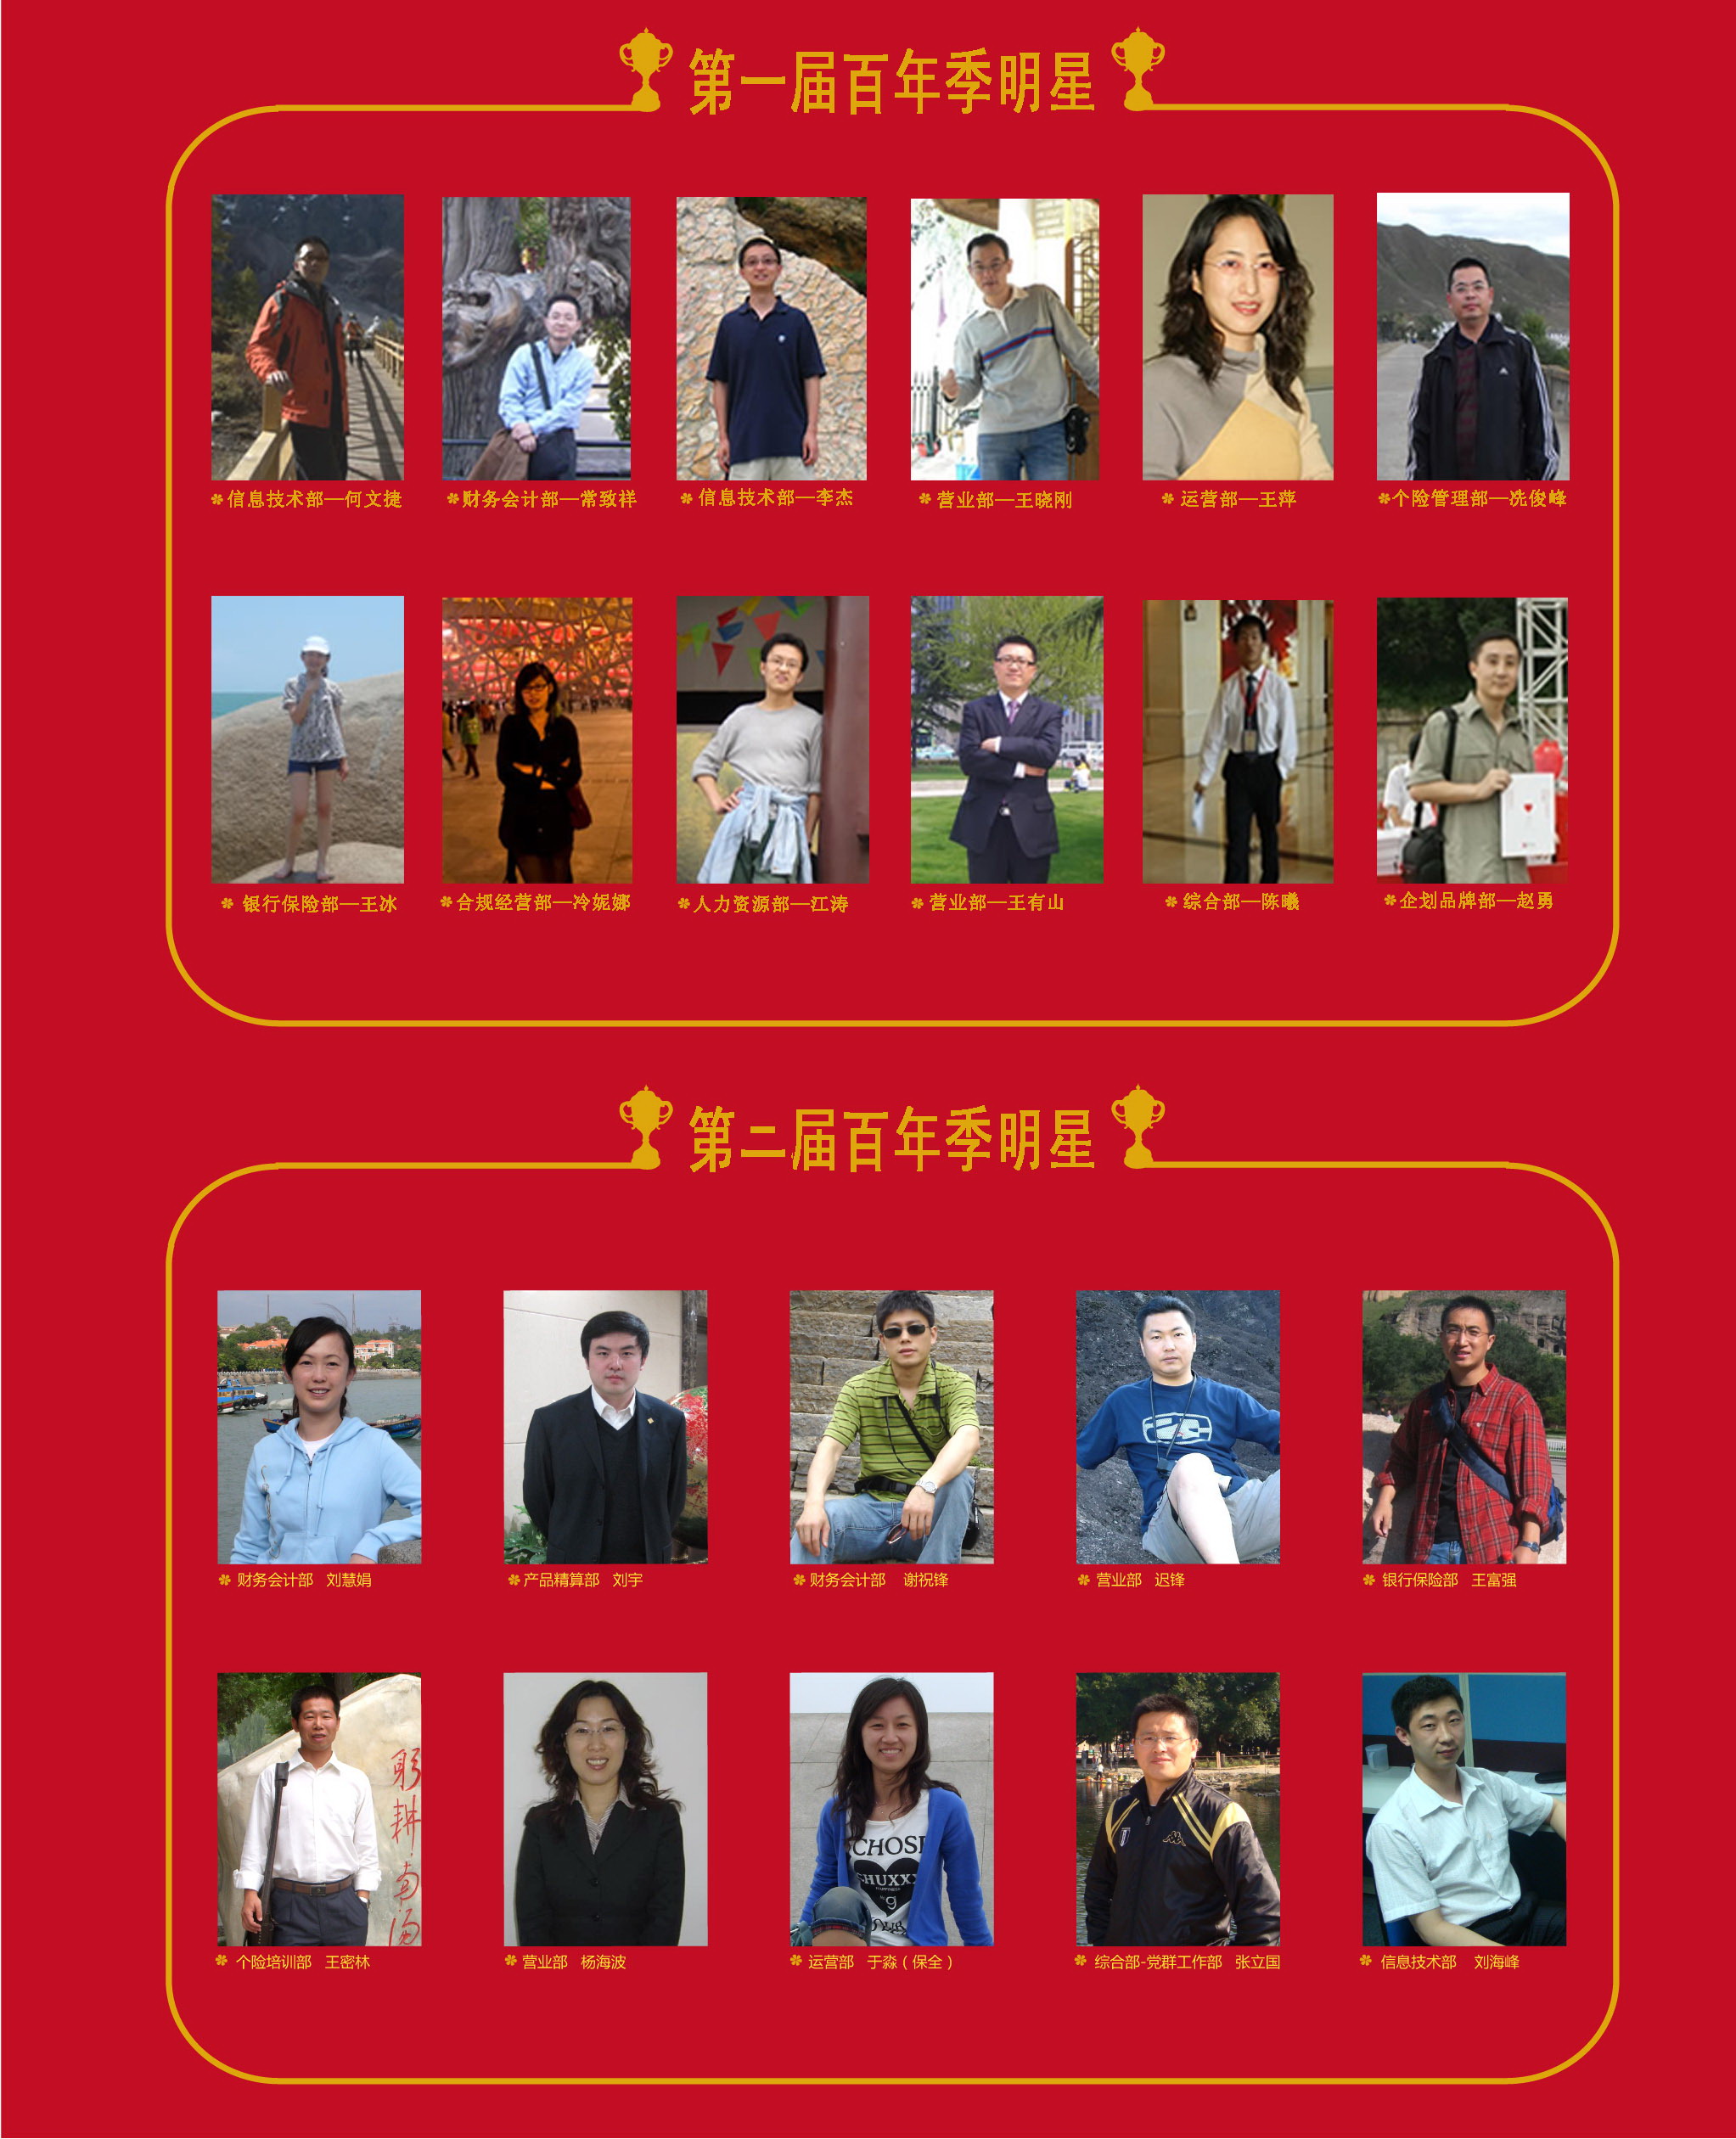 第一届百年季明星
信息技术部—何文捷
财务会计部—常致祥
信息技术部—李杰
营业部—王晓刚
运营部—王萍
个险管理部—冼俊峰
银行保险部—王冰
合规经营部—冷妮娜
人力资源部—江涛
营业部—王有山
综合部—陈曦
企划品牌部—赵勇
第二届百年季明星
财务会计部 刘慧娟
产品精算部 刘宇
财务会计部 谢祝锋
营业部 迟锋
银行保险部 王富强
CHOSE
SHUXXX
9
躬耕南阳
个险培训部 王密林
营业部 杨海波
运营部 于淼（保全）
综合部-党群工作部 张立国
信息技术部 刘海峰